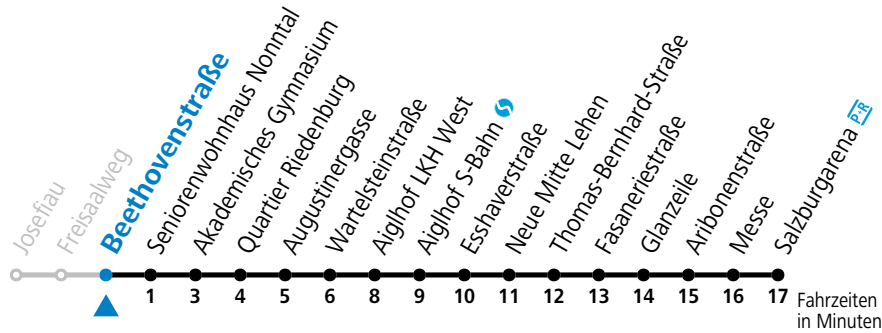 Josefiau
Freisaalweg
Beethovenstraße
Seniorenwohnhaus Nonntal
Akademisches Gymnasium
Quartier Riedenburg
Augustinergasse
Wartelsteinstraße
Aiglhof LKH West
Aiglhof S-Bahn
Esshaverstraße
Neue Mitte Lehen
Thomas-Bernhard-Straße
Fasaneriestraße
Glanzeile
Aribonenstraße
Messe
Salzburgarena P+R
1 3 4 5 6 8 9 10 11 12 13 14 15 16 17 Fahrzeiten
in Minuten